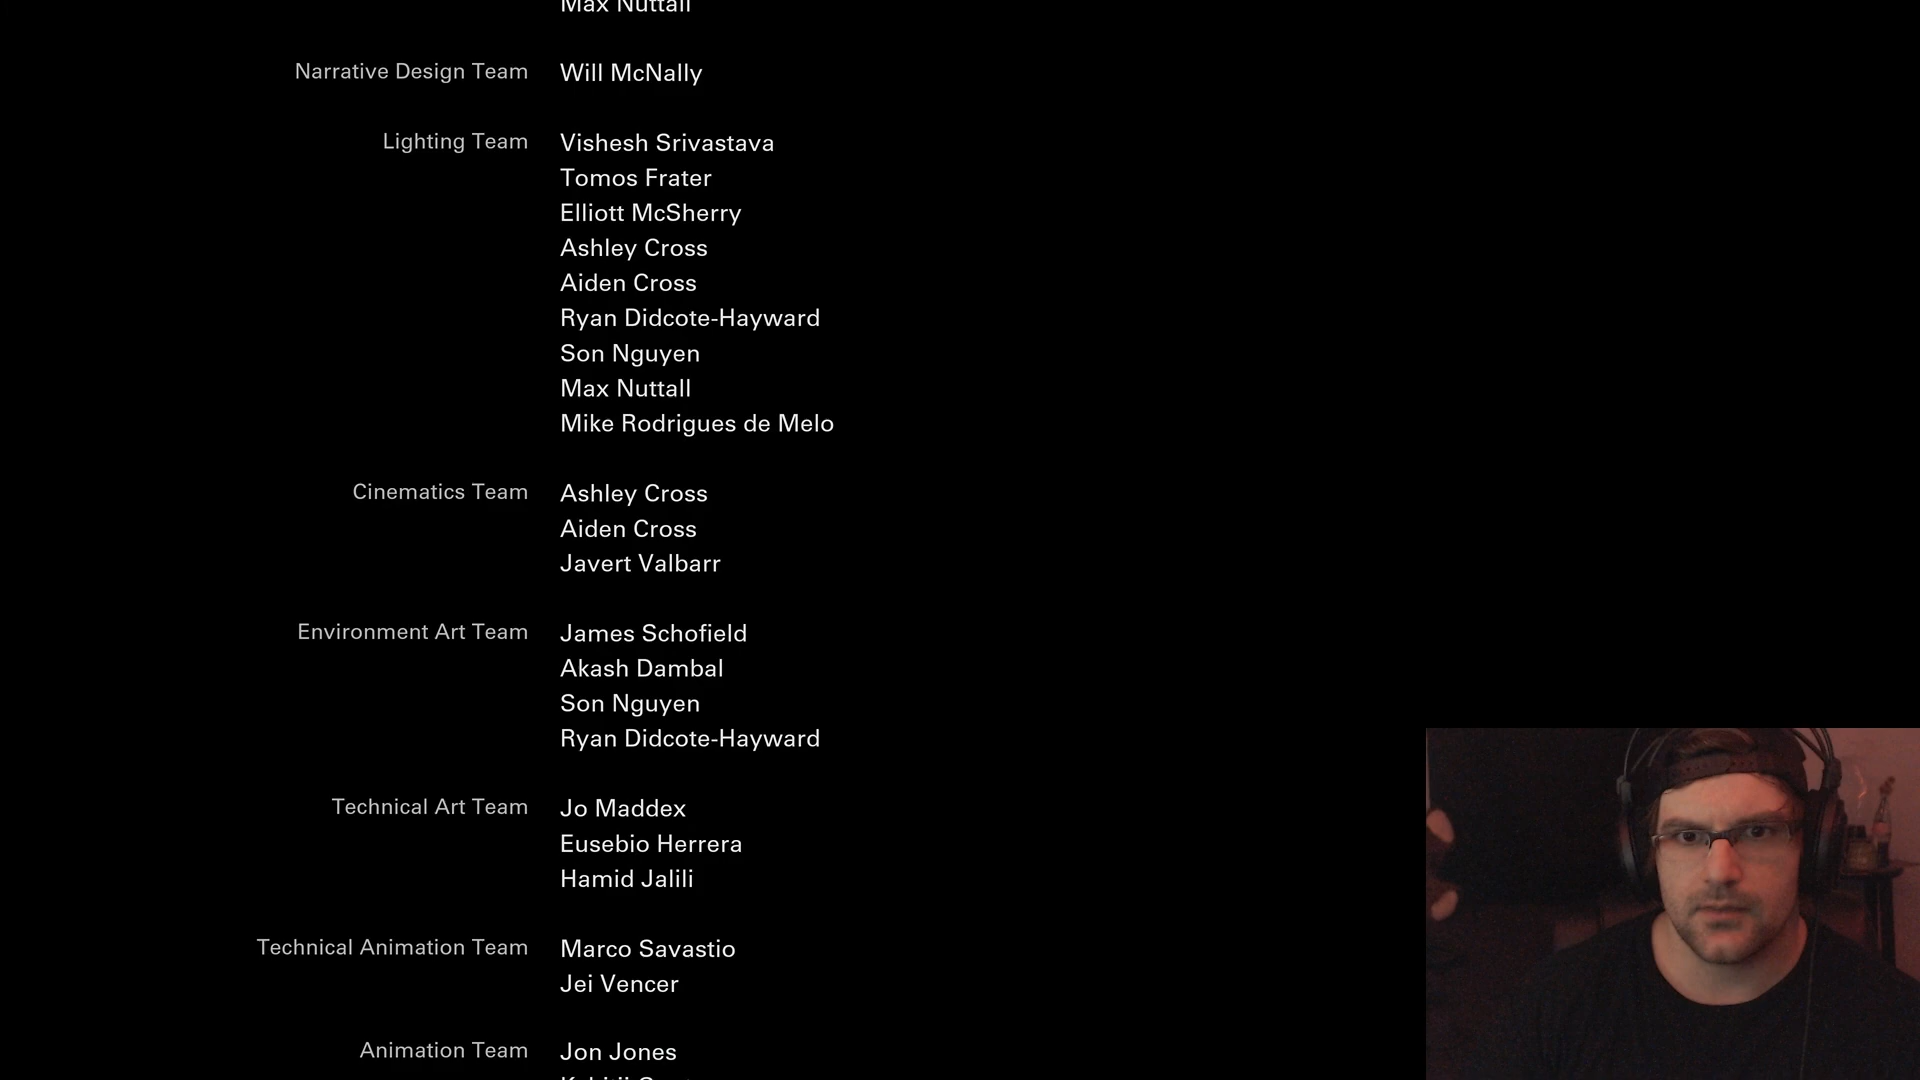 Max Nuttall
Narrative Design Team Will McNally
Lighting Team Vishesh Srivastava
Tomos Frater
Elliott McSherry
Ashley Cross
Aiden Cross
Ryan Didcote-Hayward
Son Nguyen
Max Nuttall
Mike Rodrigues de Melo
Cinematics Team Ashley Cross
Aiden Cross
Javert Valbarr
Environment Art Team James Schofield
Akash Dambal
Son Nguyen
Ryan Didcote-Hayward
Technical Art Team Jo Maddex
Eusebio Herrera
Hamid Jalili
Technical Animation Team Marco Savastio
Jei Vencer
Animation Team Jon Jones